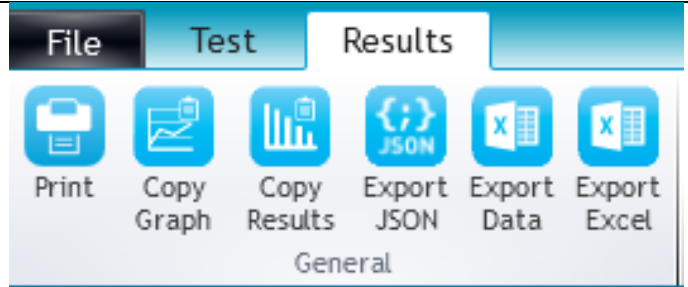 File Test Results
{;}
JSON
X X
Print Copy Copy Export Export Export
Graph Results JSON Data Excel
General